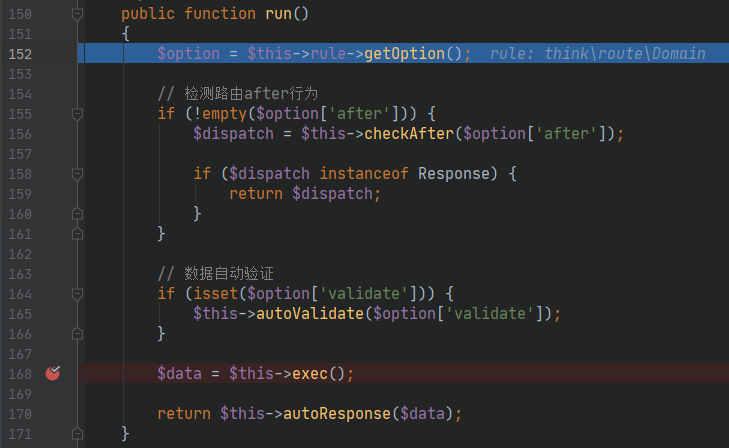 150 public function run()
151 {
152 $option = $this->rule->getOption(); rule: think\route\Domain
153
154 // 检测路由after行为
155 if (!empty($option['after'])) {
156 $dispatch = $this->checkAfter($option['after']);
157
158 if ($dispatch instanceof Response) {
159 return $dispatch;
160 }
161 }
162
163 // 数据自动验证
164 if (isset($option['validate'])) {
165 $this->autoValidate($option['validate']);
166 }
167
168 $data = $this->exec();
169
170 return $this->autoResponse($data);
171 }